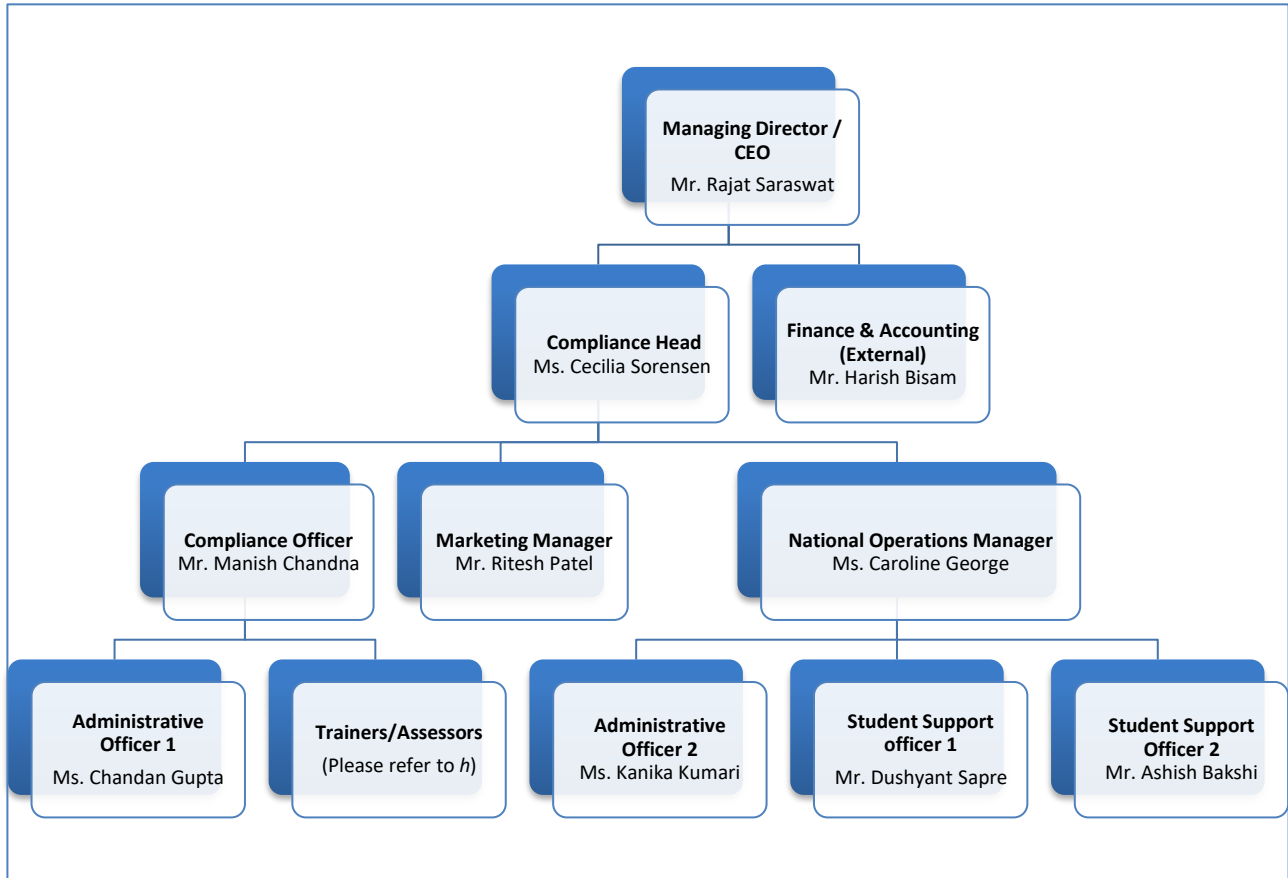 Managing Director /
CEO
Mr. Rajat Saraswat
Compliance Head
Ms. Cecilia Sorensen
Finance & Accounting
(External)
Mr. Harish Bisam
Compliance Officer
Mr. Manish Chandna
Marketing Manager
Mr. Ritesh Patel
National Operations Manager
Ms. Caroline George
Administrative
Officer 1
Ms. Chandan Gupta
Trainers/Assessors
(Please refer to h)
Administrative
Officer 2
Ms. Kanika Kumari
Student Support
officer 1
Mr. Dushyant Sapre
Student Support
Officer 2
Mr. Ashish Bakshi